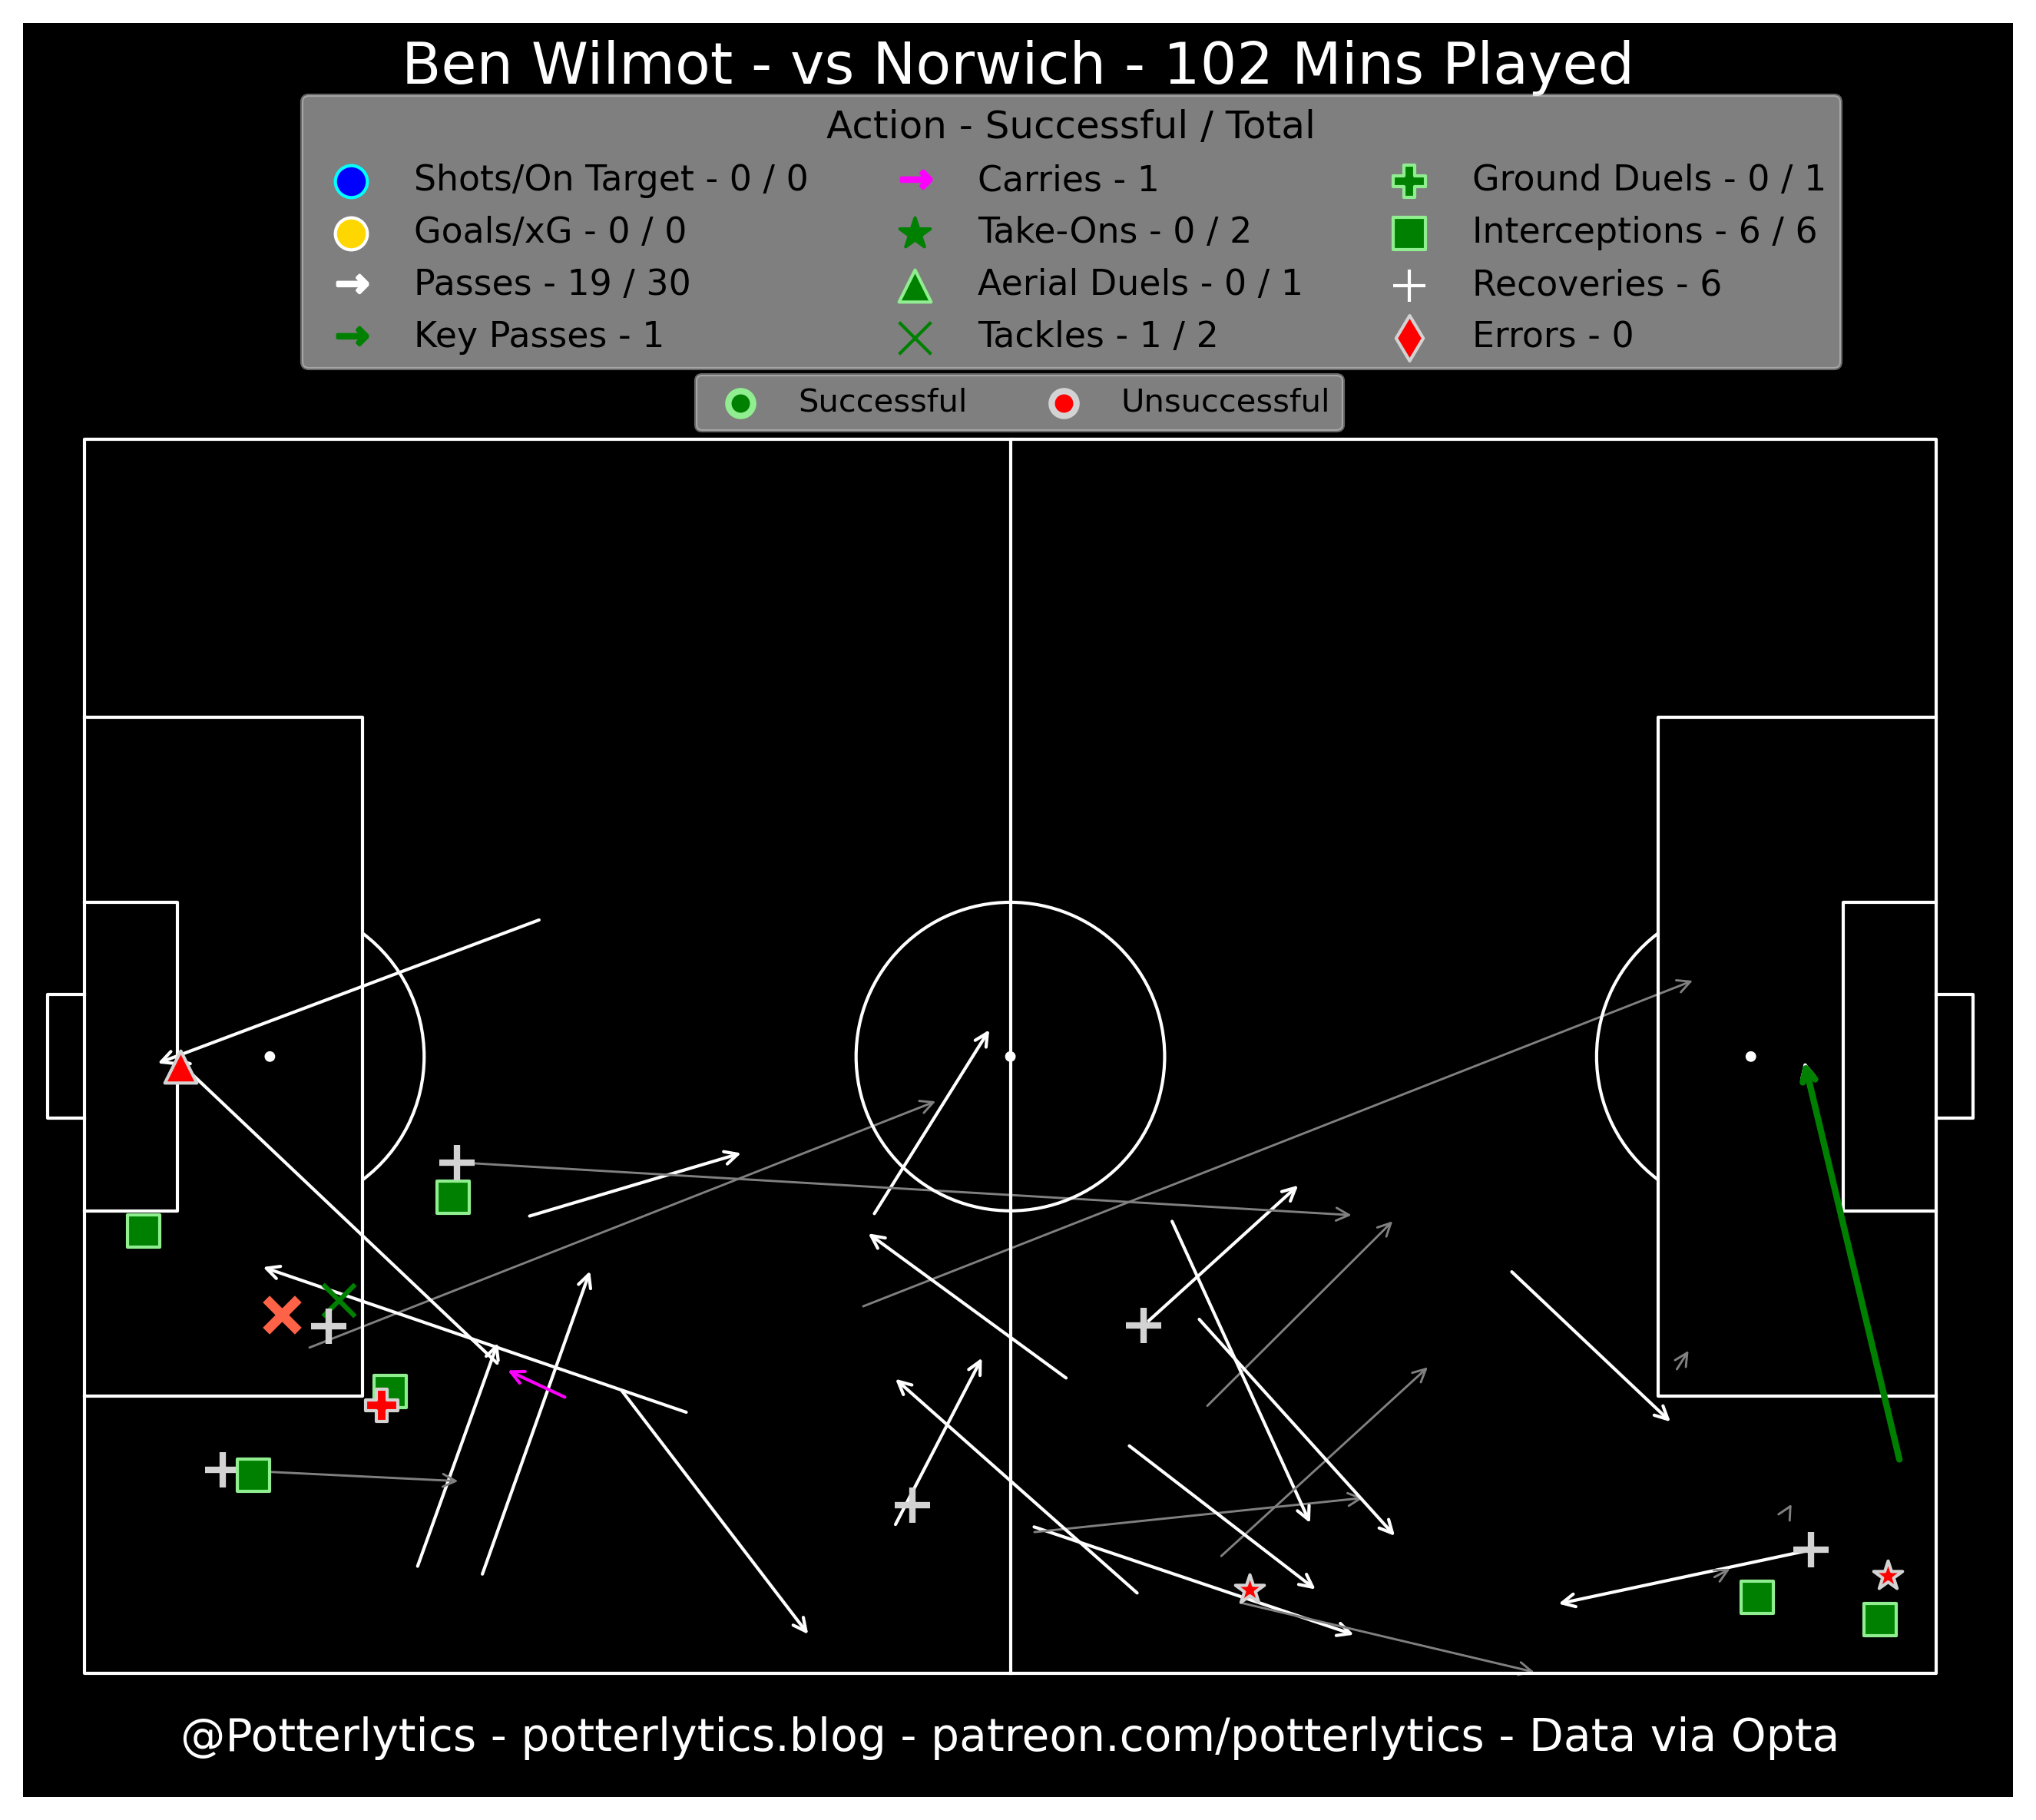 Ben Wilmot - vs Norwich - 102 Mins Played
Action - Successful / Total
Shots/On Target - 0 / 0
Goals/xG - 0 / 0
Passes - 19 / 30
Key Passes - 1
Carries - 1
Take-Ons - 0 / 2
Aerial Duels - 0 / 1
Tackles - 1 / 2
Ground Duels - 0 / 1
Interceptions - 6 / 6
Recoveries - 6
Errors - 0
Successful
Unsuccessful
@Potterlytics - potterlytics.blog - patreon.com/potterlytics - Data via Opta